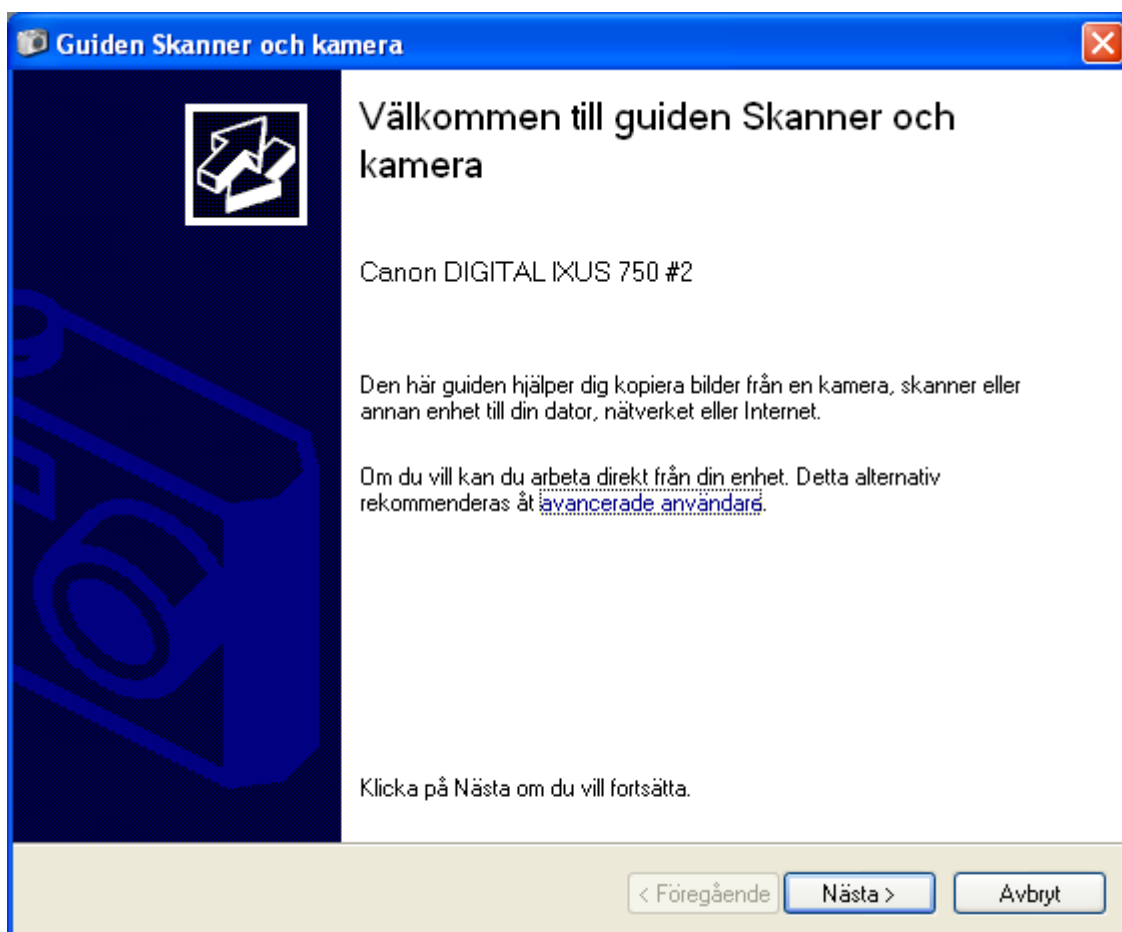 Guiden Skanner och kamera
Välkommen till guiden Skanner och
kamera
Canon DIGITAL IXUS 750 #2
Den här guiden hjälper dig kopiera bilder från en kamera, skanner eller
annan enhet till din dator, nätverket eller Internet.
Om du vill kan du arbeta direkt från din enhet. Detta alternativ
rekommenderas åt avancerade användare.
Klicka på Nästa om du vill fortsätta.
< Föregående Nästa > Avbryt